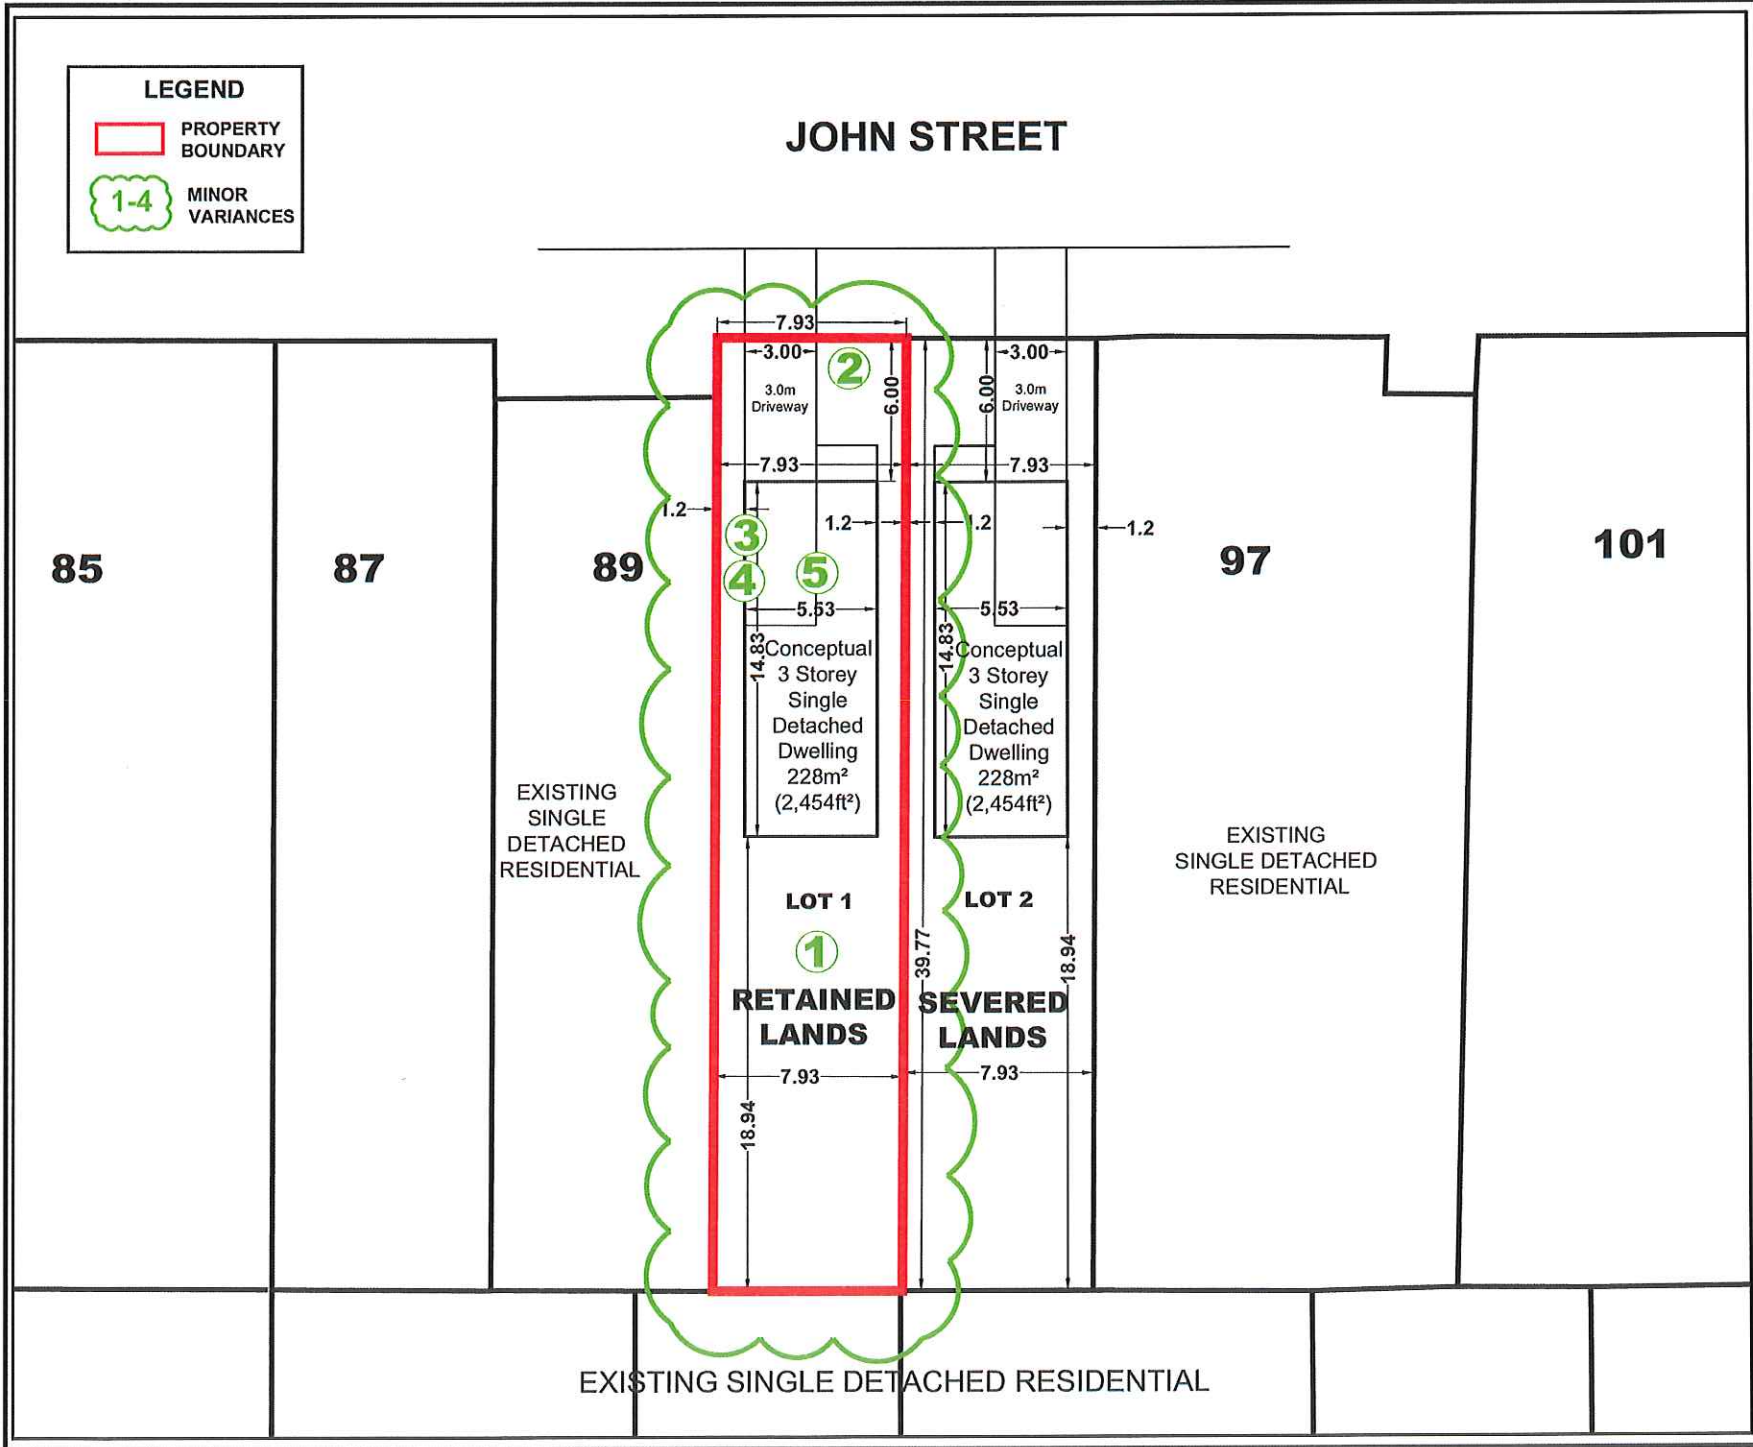 LEGEND
PROPERTY
BOUNDARY
1-4
MINOR
VARIANCES
JOHN STREET
7.93
3.00
2
3.00
3.0m
Driveway
6.00
6.00
3.0m
Driveway
7.93
7.93
1.2
1.2
1.2
1.2
3
4
5
85
87
89
97
101
5.53
5.53
14.83
14.83
Conceptual
3 Storey
Single
Detached
Dwelling
228m²
(2,454ft²)
Conceptual
3 Storey
Single
Detached
Dwelling
228m²
(2,454ft²)
EXISTING
SINGLE
DETACHED
RESIDENTIAL
EXISTING
SINGLE DETACHED
RESIDENTIAL
LOT 1
LOT 2
1
39.77
18.94
RETAINED
LANDS
SEVERED
LANDS
7.93
7.93
18.94
EXISTING SINGLE DETACHED RESIDENTIAL